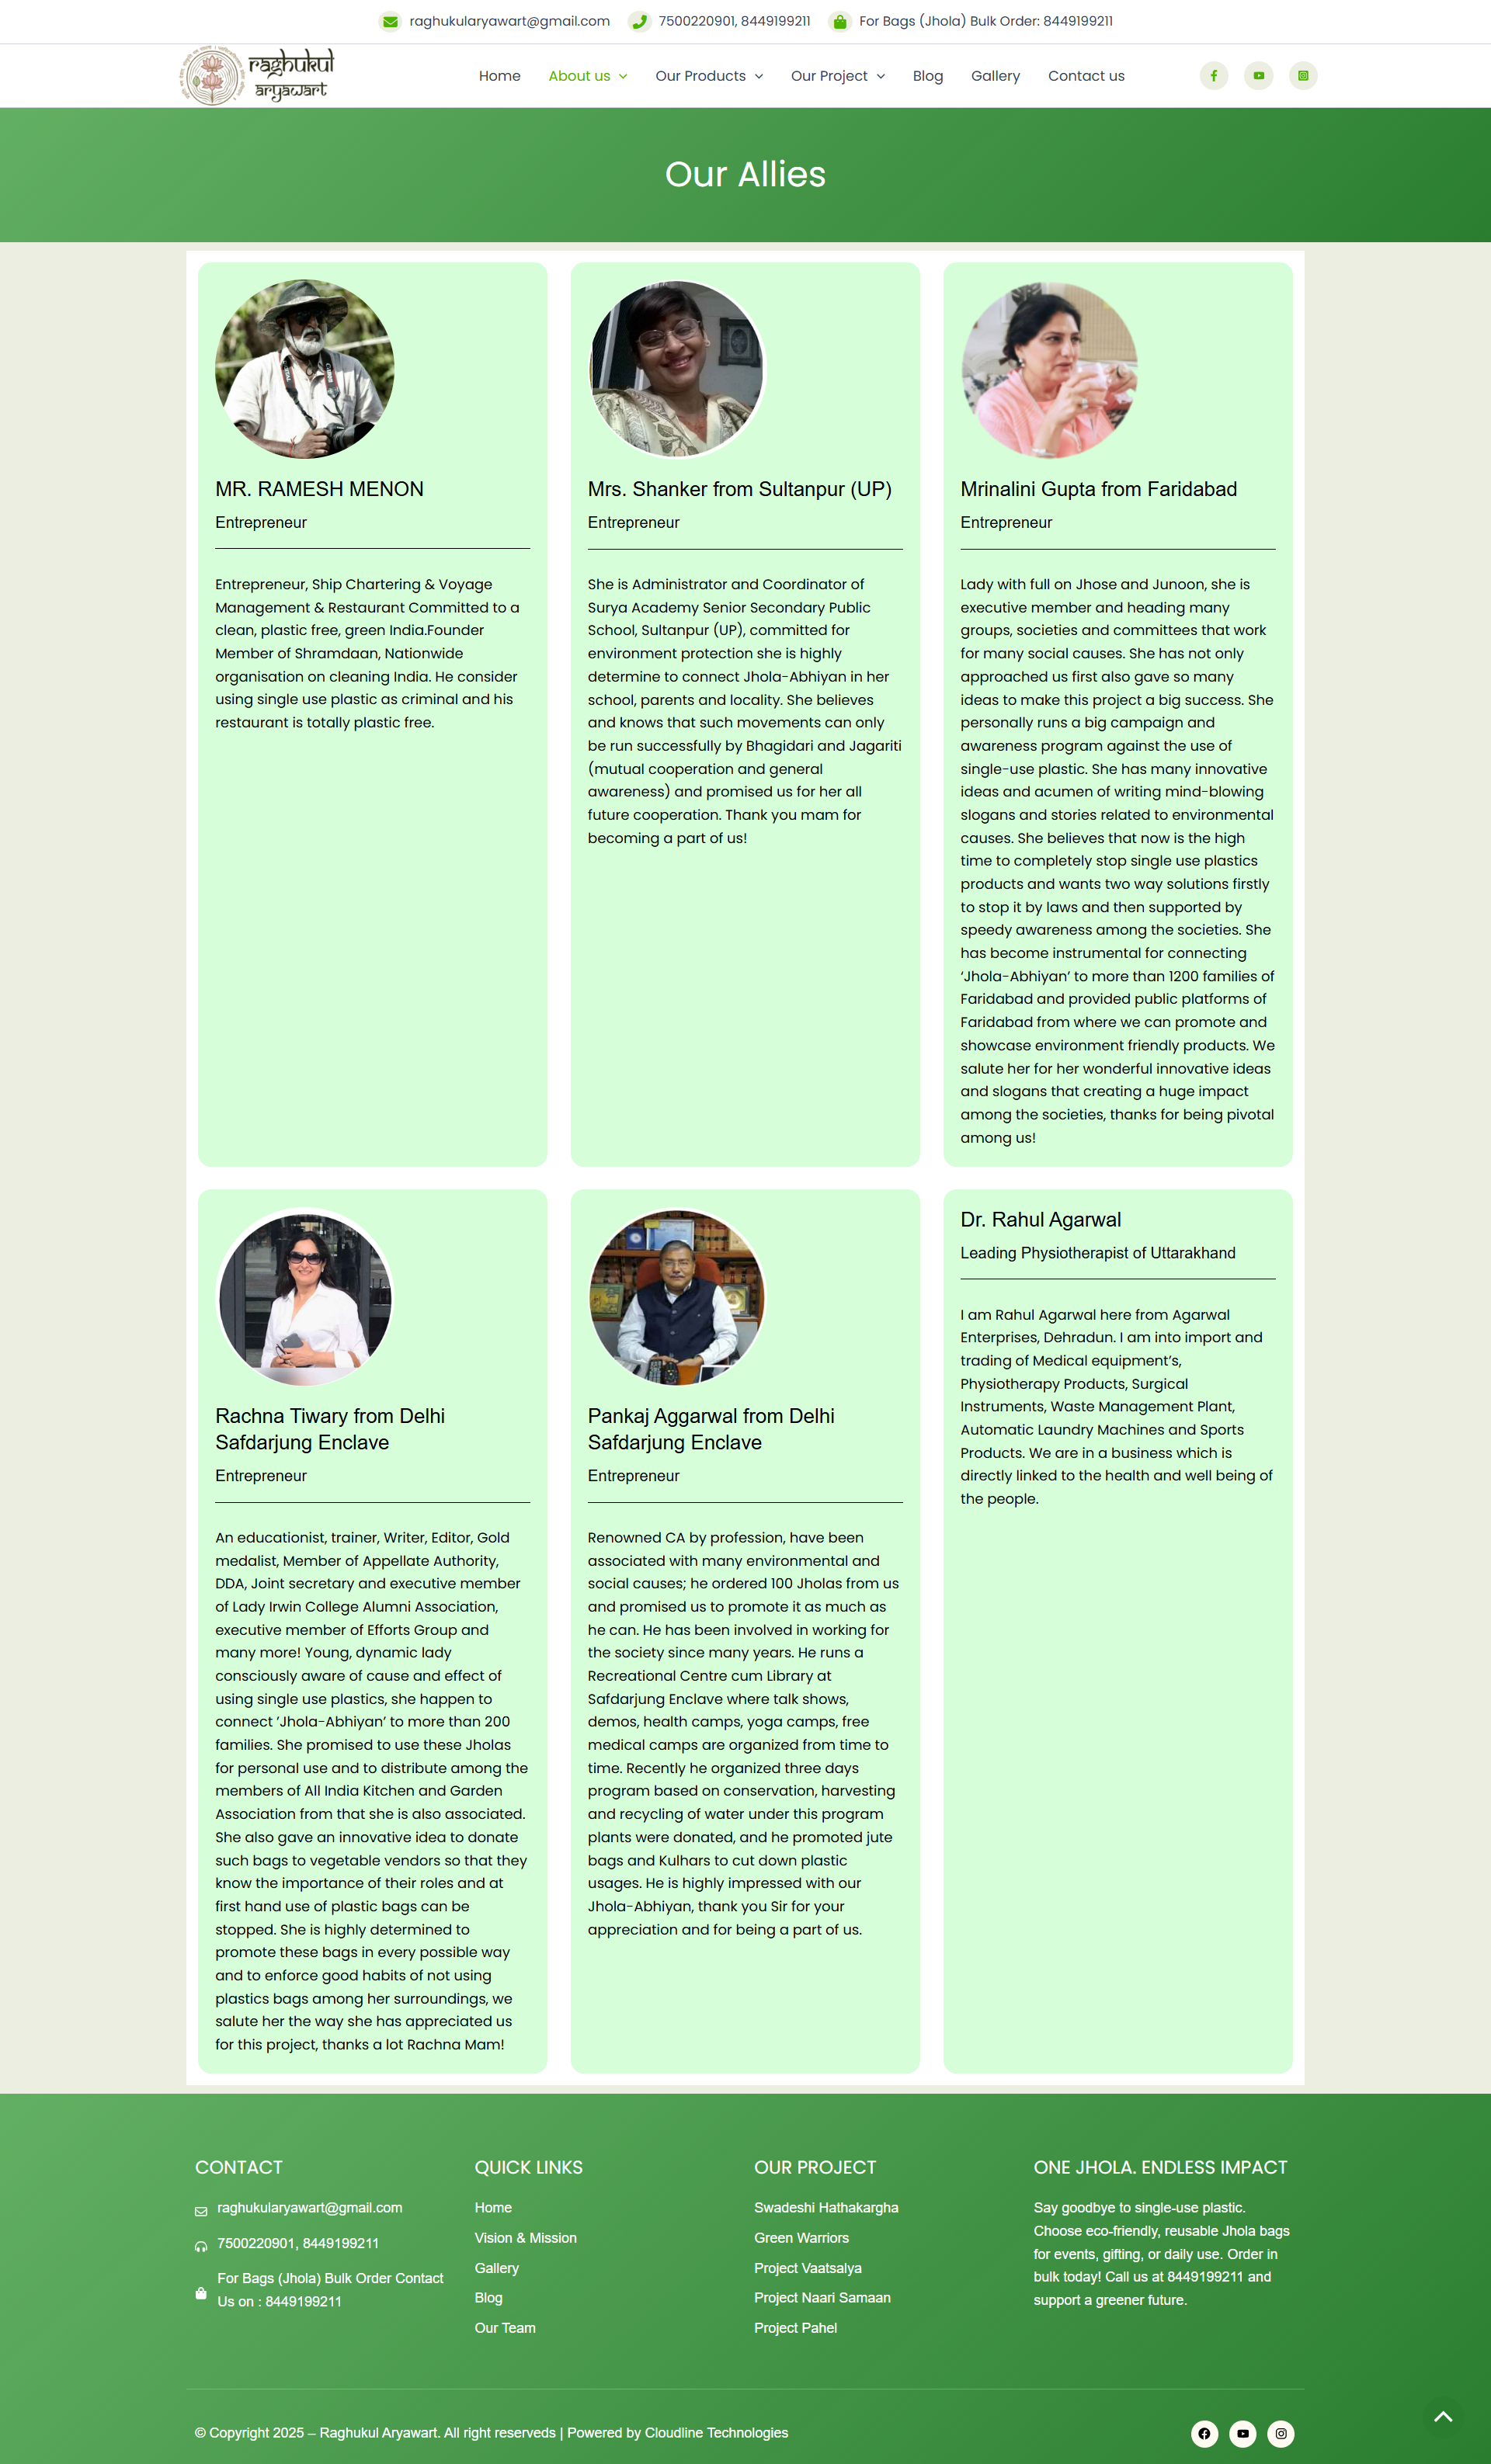 raghukularyawart@gmail.com
7500220901, 8449199211
For Bags (Jhola) Bulk Order: 8449199211
raghukul
aryawart
Home
About us
Our Products
Our Project
Blog
Gallery
Contact us
Our Allies
MR. RAMESH MENON
Entrepreneur
Entrepreneur, Ship Chartering & Voyage
Management & Restaurant Committed to a
clean, plastic free, green India.Founder
Member of Shramdaan, Nationwide
organisation on cleaning India. He consider
using single use plastic as criminal and his
restaurant is totally plastic free.
Mrs. Shanker from Sultanpur (UP)
Entrepreneur
She is Administrator and Coordinator of
Surya Academy Senior Secondary Public
School, Sultanpur (UP), committed for
environment protection she is highly
determine to connect Jhola-Abhiyan in her
school, parents and locality. She believes
and knows that such movements can only
be run successfully by Bhagidari and Jagariti
(mutual cooperation and general
awareness) and promised us for her all
future cooperation. Thank you mam for
becoming a part of us!
Mrinalini Gupta from Faridabad
Entrepreneur
Lady with full on Jhose and Junoon, she is
executive member and heading many
groups, societies and committees that work
for many social causes. She has not only
approached us first also gave so many
ideas to make this project a big success. She
personally runs a big campaign and
awareness program against the use of
single-use plastic. She has many innovative
ideas and acumen of writing mind-blowing
slogans and stories related to environmental
causes. She believes that now is the high
time to completely stop single use plastics
products and wants two way solutions firstly
to stop it by laws and then supported by
speedy awareness among the societies. She
has become instrumental for connecting
‘Jhola-Abhiyan’ to more than 1200 families of
Faridabad and provided public platforms of
Faridabad from where we can promote and
showcase environment friendly products. We
salute her for her wonderful innovative ideas
and slogans that creating a huge impact
among the societies, thanks for being pivotal
among us!
Rachna Tiwary from Delhi
Safdarjung Enclave
Entrepreneur
An educationist, trainer, Writer, Editor, Gold
medalist, Member of Appellate Authority,
DDA, Joint secretary and executive member
of Lady Irwin College Alumni Association,
executive member of Efforts Group and
many more! Young, dynamic lady
consciously aware of cause and effect of
using single use plastics, she happen to
connect ’Jhola-Abhiyan’ to more than 200
families. She promised to use these Jholas
for personal use and to distribute among the
members of All India Kitchen and Garden
Association from that she is also associated.
She also gave an innovative idea to donate
such bags to vegetable vendors so that they
know the importance of their roles and at
first hand use of plastic bags can be
stopped. She is highly determined to
promote these bags in every possible way
and to enforce good habits of not using
plastics bags among her surroundings, we
salute her the way she has appreciated us
for this project, thanks a lot Rachna Mam!
Pankaj Aggarwal from Delhi
Safdarjung Enclave
Entrepreneur
Renowned CA by profession, have been
associated with many environmental and
social causes; he ordered 100 Jholas from us
and promised us to promote it as much as
he can. He has been involved in working for
the society since many years. He runs a
Recreational Centre cum Library at
Safdarjung Enclave where talk shows,
demos, health camps, yoga camps, free
medical camps are organized from time to
time. Recently he organized three days
program based on conservation, harvesting
and recycling of water under this program
plants were donated, and he promoted jute
bags and Kulhars to cut down plastic
usages. He is highly impressed with our
Jhola-Abhiyan, thank you Sir for your
appreciation and for being a part of us.
Dr. Rahul Agarwal
Leading Physiotherapist of Uttarakhand
I am Rahul Agarwal here from Agarwal
Enterprises, Dehradun. I am into import and
trading of Medical equipment’s,
Physiotherapy Products, Surgical
Instruments, Waste Management Plant,
Automatic Laundry Machines and Sports
Products. We are in a business which is
directly linked to the health and well being of
the people.
CONTACT
raghukularyawart@gmail.com
7500220901, 8449199211
For Bags (Jhola) Bulk Order Contact
Us on : 8449199211
QUICK LINKS
Home
Vision & Mission
Gallery
Blog
Our Team
OUR PROJECT
Swadeshi Hathakargha
Green Warriors
Project Vaatsalya
Project Naari Samaan
Project Pahel
ONE JHOLA. ENDLESS IMPACT
Say goodbye to single-use plastic.
Choose eco-friendly, reusable Jhola bags
for events, gifting, or daily use. Order in
bulk today! Call us at 8449199211 and
support a greener future.
© Copyright 2025 – Raghukul Aryawart. All right reserveds | Powered by Cloudline Technologies